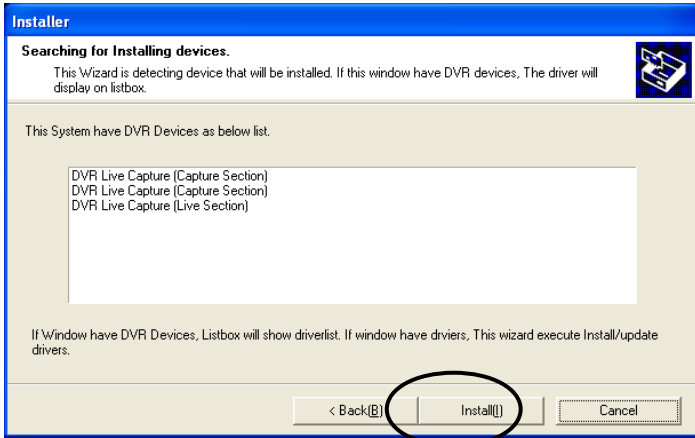 Installer
Searching for Installing devices.
This Wizard is detecting device that will be installed. If this window have DVR devices, The driver will
display on listbox.
This System have DVR Devices as below list.
DVR Live Capture (Capture Section)
DVR Live Capture (Capture Section)
DVR Live Capture (Live Section)
If Window have DVR Devices, Listbox will show driverlist. If window have drviers, This wizard execute Install/update
drivers.
< Back(B) Install(I) Cancel